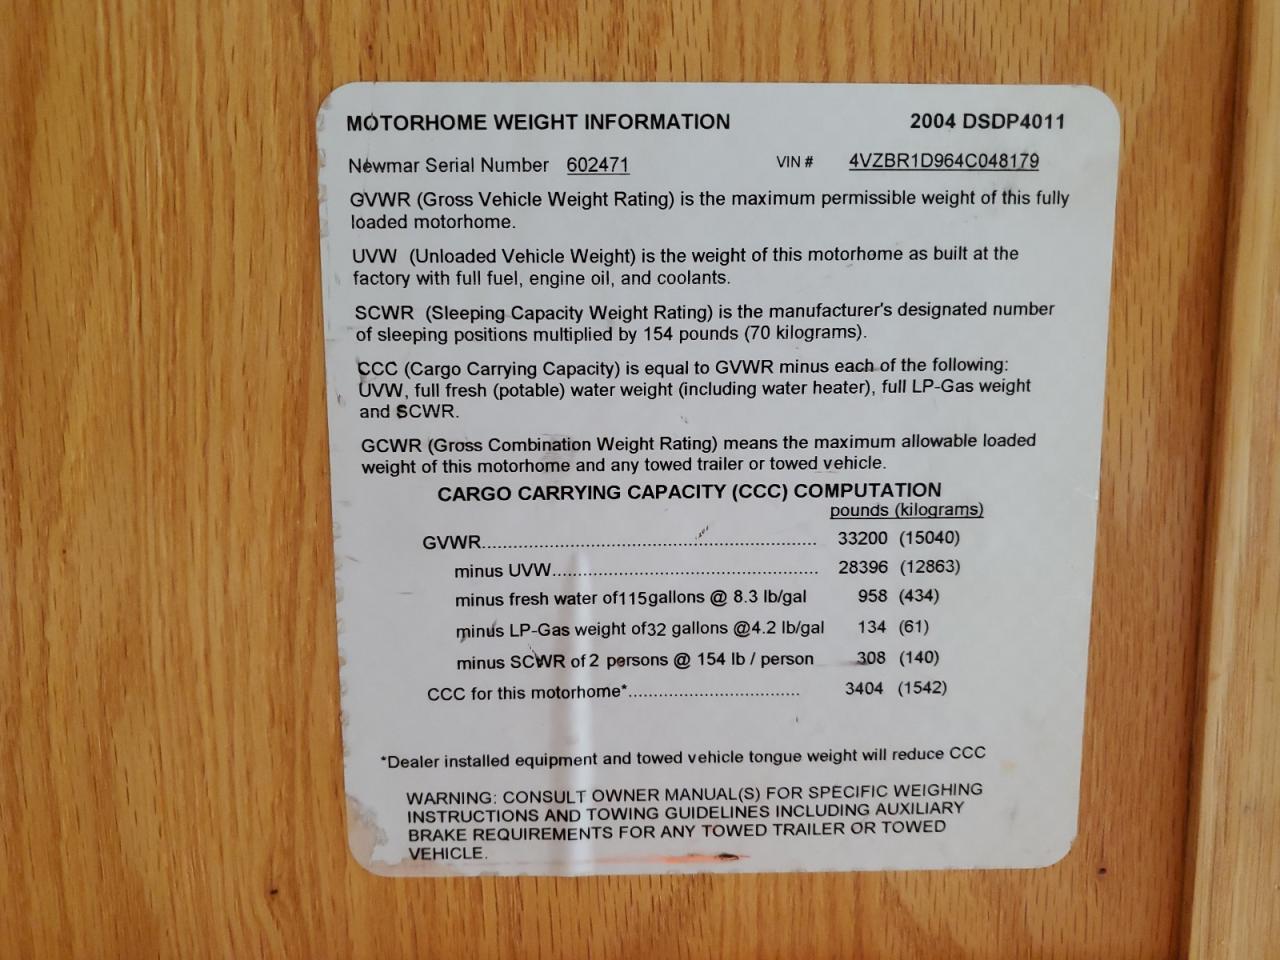 MOTORHOME WEIGHT INFORMATION 2004 DSDP4011
Newmar Serial Number 602471 VIN # 4VZBR1D964C048179
GVWR (Gross Vehicle Weight Rating) is the maximum permissible weight of this fully
loaded motorhome.
UVW (Unloaded Vehicle Weight) is the weight of this motorhome as built at the
factory with full fuel, engine oil, and coolants.
SCWR (Sleeping Capacity Weight Rating) is the manufacturer's designated number
of sleeping positions multiplied by 154 pounds (70 kilograms).
CCC (Cargo Carrying Capacity) is equal to GVWR minus each of the following:
UVW, full fresh (potable) water weight (including water heater), full LP-Gas weight
and SCWR.
GCWR (Gross Combination Weight Rating) means the maximum allowable loaded
weight of this motorhome and any towed trailer or towed vehicle.
CARGO CARRYING CAPACITY (CCC) COMPUTATION
pounds (kilograms)
GVWR.................................................................. 33200 (15040)
minus UVW.................................................... 28396 (12863)
minus fresh water of115gallons @ 8.3 lb/gal 958 (434)
minus LP-Gas weight of32 gallons @4.2 lb/gal 134 (61)
minus SCWR of 2 persons @ 154 lb / person 308 (140)
CCC for this motorhome*................................. 3404 (1542)
*Dealer installed equipment and towed vehicle tongue weight will reduce CCC
WARNING: CONSULT OWNER MANUAL(S) FOR SPECIFIC WEIGHING
INSTRUCTIONS AND TOWING GUIDELINES INCLUDING AUXILIARY
BRAKE REQUIREMENTS FOR ANY TOWED TRAILER OR TOWED
VEHICLE.